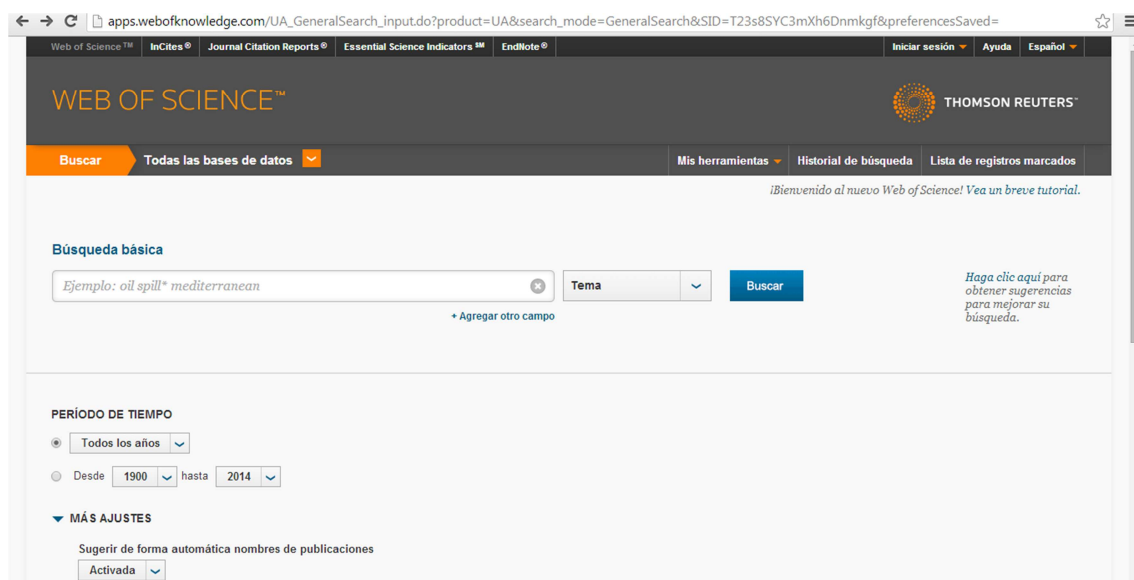 apps.webofknowledge.com/UA_GeneralSearch_input.do?product=UA&search_mode=GeneralSearch&SID=T23s8SYC3mXh6Dnmkgf&preferencesSaved=
Web of Science™ InCites® Journal Citation Reports® Essential Science Indicators SM EndNote® Iniciar sesión Ayuda Español
WEB OF SCIENCE™ THOMSON REUTERS™
Buscar Todas las bases de datos Mis herramientas Historial de búsqueda Lista de registros marcados
¡Bienvenido al nuevo Web of Science! Vea un breve tutorial.
Búsqueda básica
Ejemplo: oil spill* mediterranean Tema Buscar
Haga clic aquí para
obtener sugerencias
para mejorar su
búsqueda.
+ Agregar otro campo
PERÍODO DE TIEMPO
Todos los años
Desde 1900 hasta 2014
MÁS AJUSTES
Sugerir de forma automática nombres de publicaciones
Activada